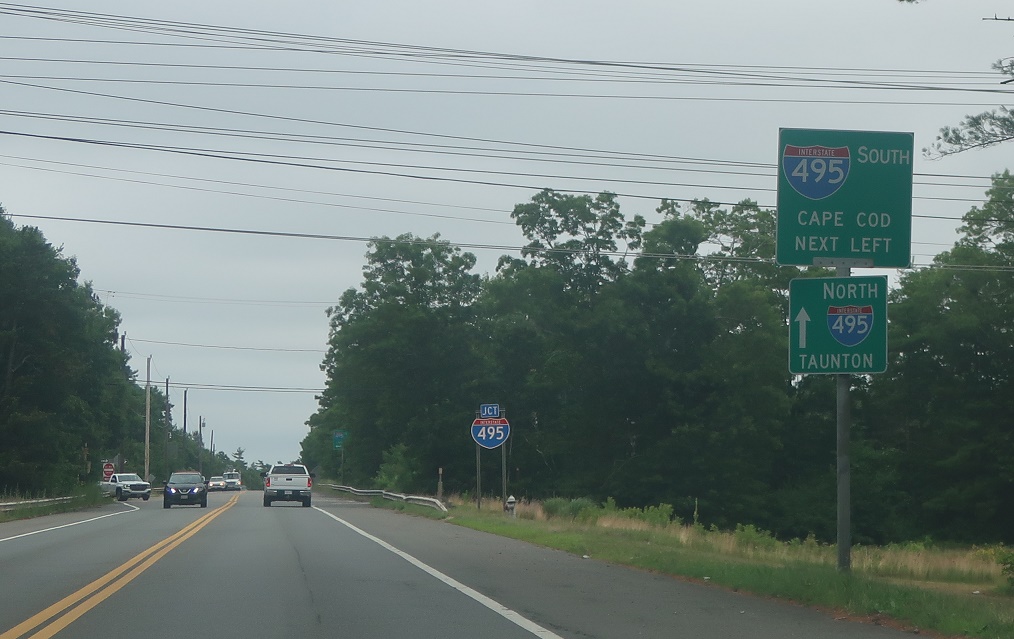 INTERSTATE
495 SOUTH
CAPE COD
NEXT LEFT
NORTH
INTERSTATE
495
TAUNTON
JCT
INTERSTATE
495